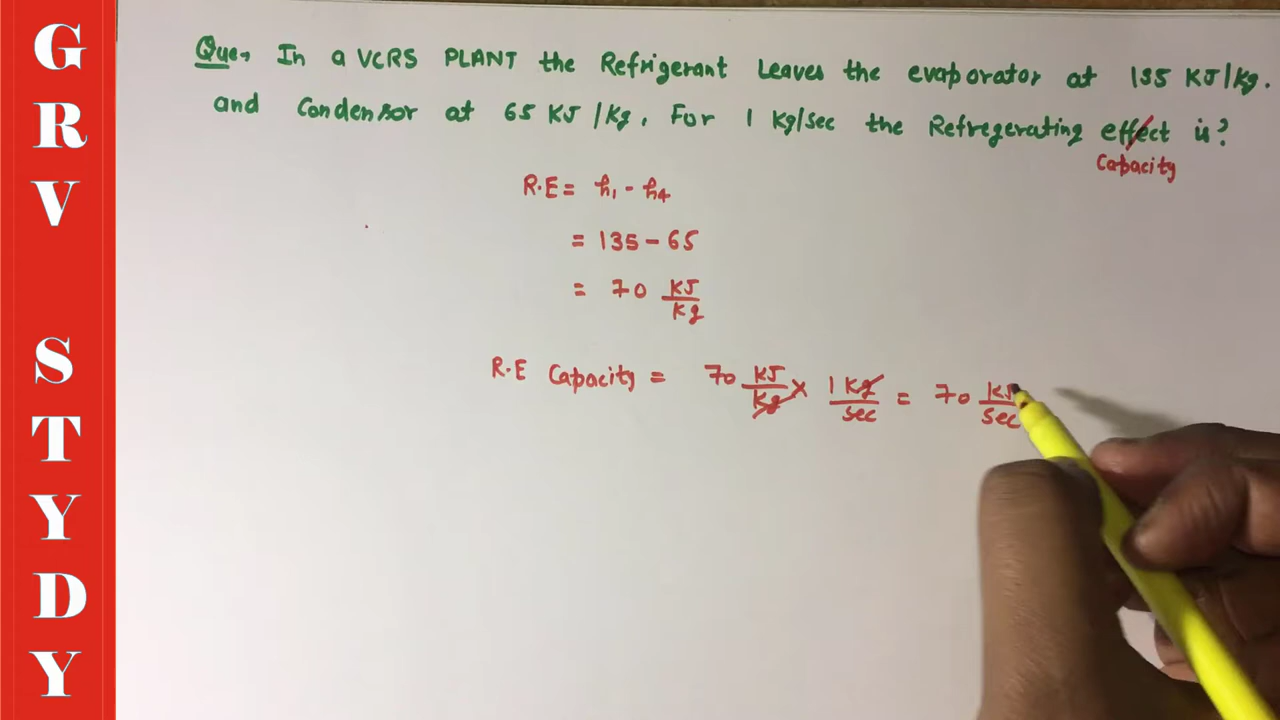 GRV STYDY
Que, In a VCRS PLANT the Refrigerant Leaves the evaporator at 135 KJ/Kg.
and Condensor at 65 KJ/Kg. For 1 Kg/sec the Refregerating effect is?
Capacity
R.E = h1 - h4
= 135 - 65
= 70 KJ/Kg
R.E Capacity = 70 KJ/Kg × 1 Kg/sec = 70 KJ/sec